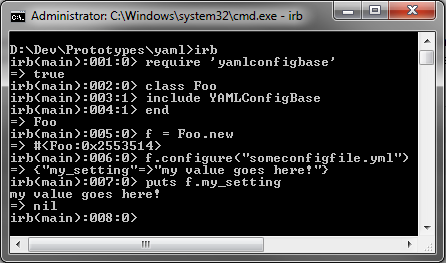 Administrator: C:\Windows\system32\cmd.exe - irb
D:\Dev\Prototypes\yaml>irb
irb(main):001:0> require 'yamlconfigbase'
=> true
irb(main):002:0> class Foo
irb(main):003:1> include YAMLConfigBase
irb(main):004:1> end
=> Foo
irb(main):005:0> f = Foo.new
=> #<Foo:0x2553514>
irb(main):006:0> f.configure("someconfigfile.yml")
=> {"my_setting"=>"my value goes here!"}
irb(main):007:0> puts f.my_setting
my value goes here!
=> nil
irb(main):008:0>